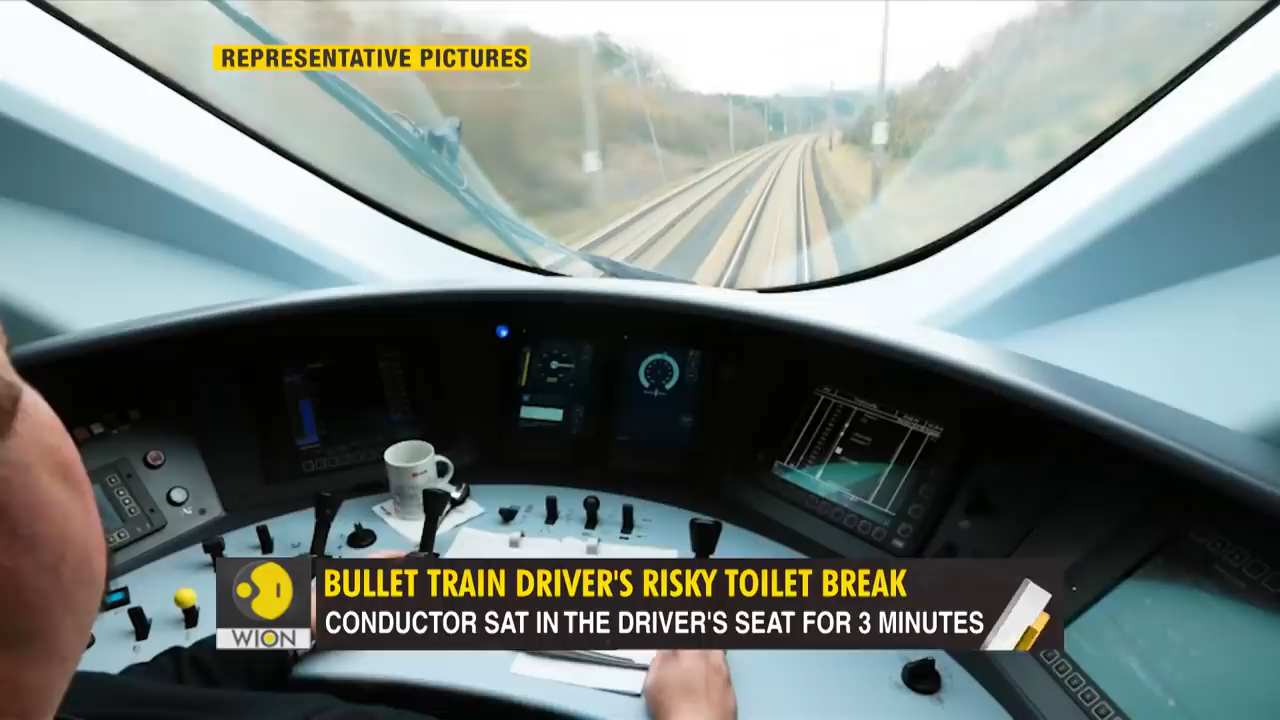 REPRESENTATIVE PICTURES
BULLET TRAIN DRIVER'S RISKY TOILET BREAK
CONDUCTOR SAT IN THE DRIVER'S SEAT FOR 3 MINUTES
WION